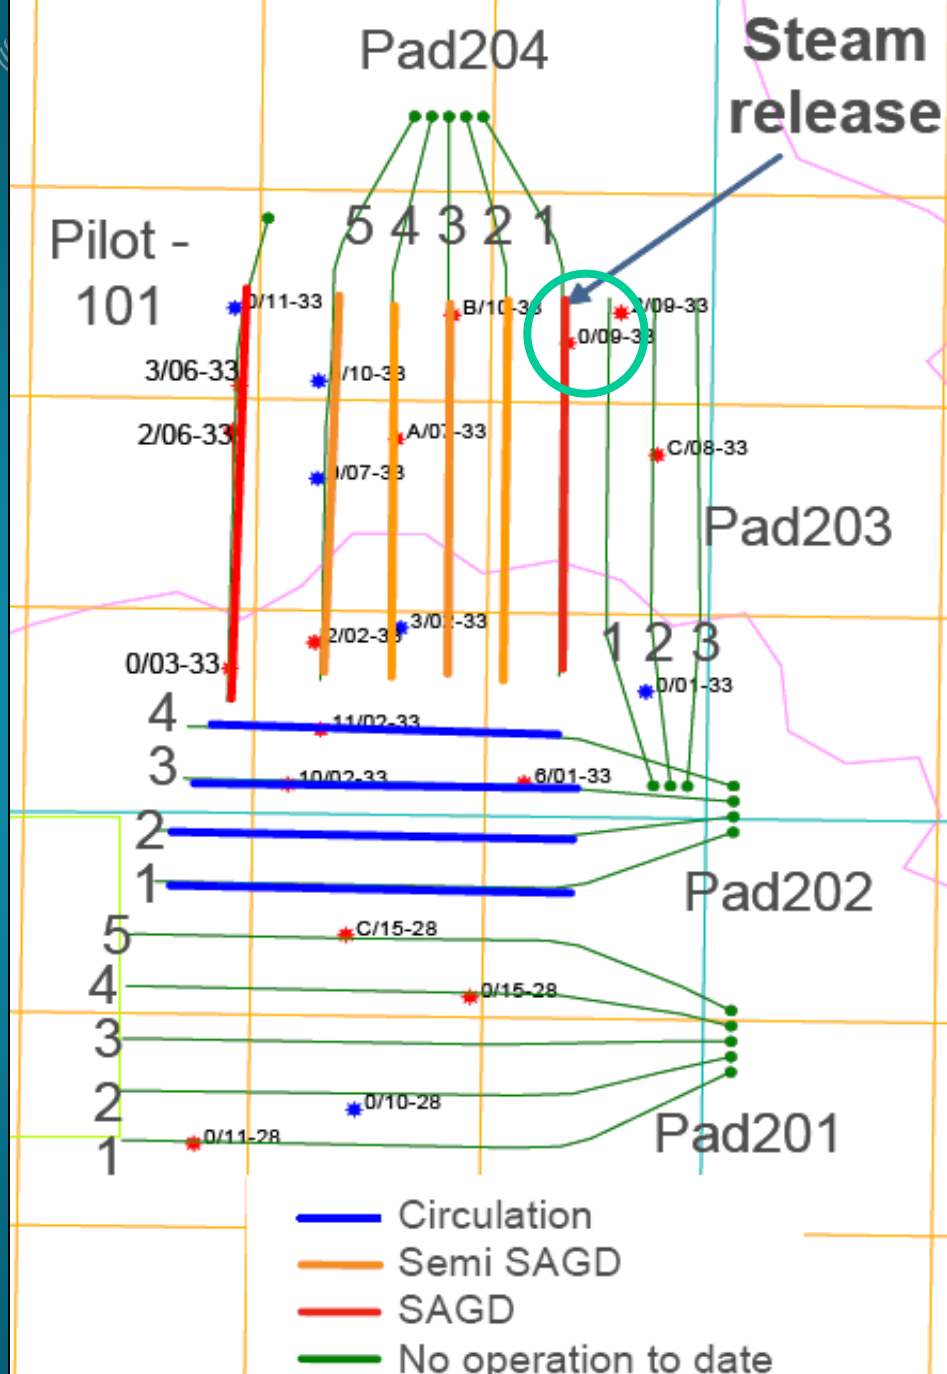 Pad204
Steam
release
5 4 3 2 1
Pilot -
101
0/11-33
B/10-33
2/09-33
0/09-33
3/06-33
/10-33
2/06-33
A/07-33
C/08-33
/07-33
Pad203
3/02-33
2/02-33
1 2 3
0/03-33
0/01-33
4
11/02-33
3
10/02-33
6/01-33
2
1
Pad202
5
C/15-28
4
0/15-28
3
2
0/10-28
Pad201
1
0/11-28
Circulation
Semi SAGD
SAGD
No operation to date